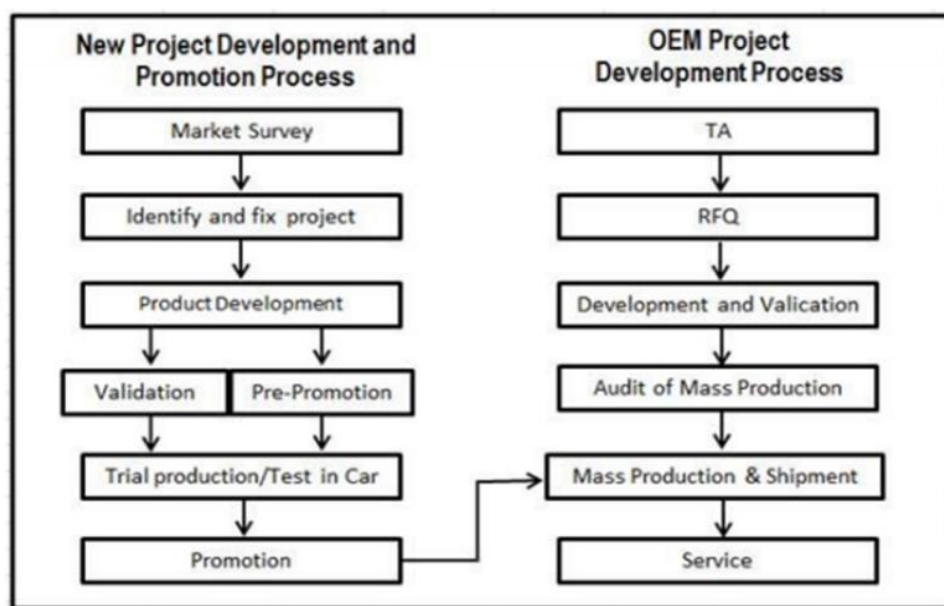 New Project Development and
Promotion Process
Market Survey
Identify and fix project
Product Development
Validation
Pre-Promotion
Trial production/Test in Car
Promotion
OEM Project
Development Process
TA
RFQ
Development and Valication
Audit of Mass Production
Mass Production & Shipment
Service